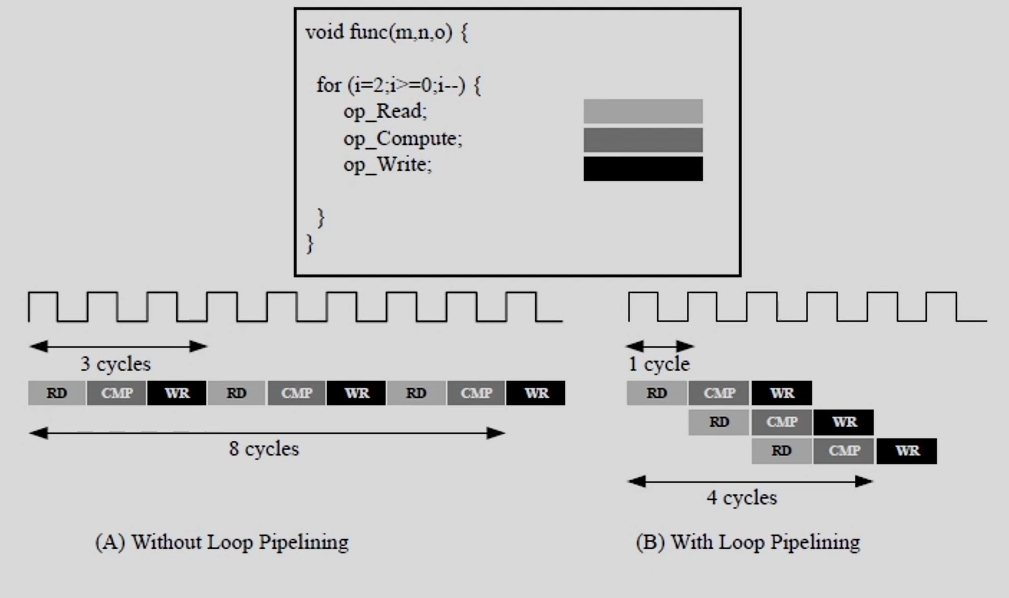 void func(m,n,o) {
for (i=2;i>=0;i--) {
op_Read;
op_Compute;
op_Write;
}
}
3 cycles
RD CMP WR RD CMP WR RD CMP WR
8 cycles
(A) Without Loop Pipelining
1 cycle
RD CMP WR
RD CMP WR
RD CMP WR
4 cycles
(B) With Loop Pipelining